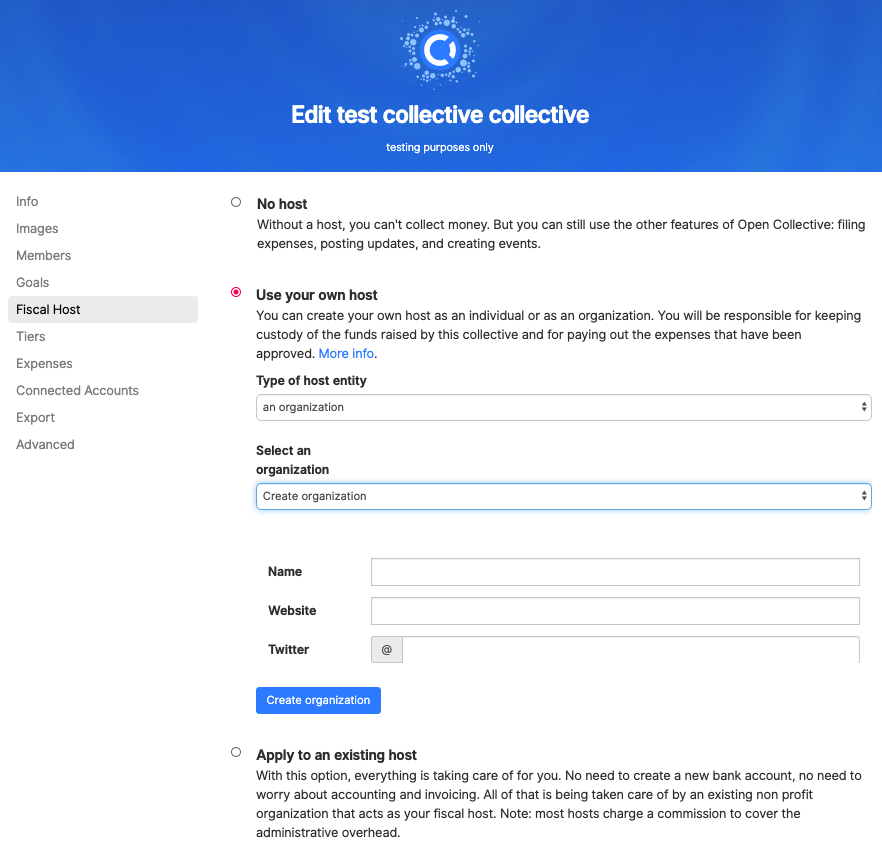 Edit test collective collective
testing purposes only
Info
Images
Members
Goals
Fiscal Host
Tiers
Expenses
Connected Accounts
Export
Advanced
No host
Without a host, you can't collect money. But you can still use the other features of Open Collective: filing
expenses, posting updates, and creating events.
Use your own host
You can create your own host as an individual or as an organization. You will be responsible for keeping
custody of the funds raised by this collective and for paying out the expenses that have been
approved. More info.
Type of host entity
an organization
Select an
organization
Create organization
Name
Website
Twitter
@
Create organization
Apply to an existing host
With this option, everything is taking care of for you. No need to create a new bank account, no need to
worry about accounting and invoicing. All of that is being taken care of by an existing non profit
organization that acts as your fiscal host. Note: most hosts charge a commission to cover the
administrative overhead.